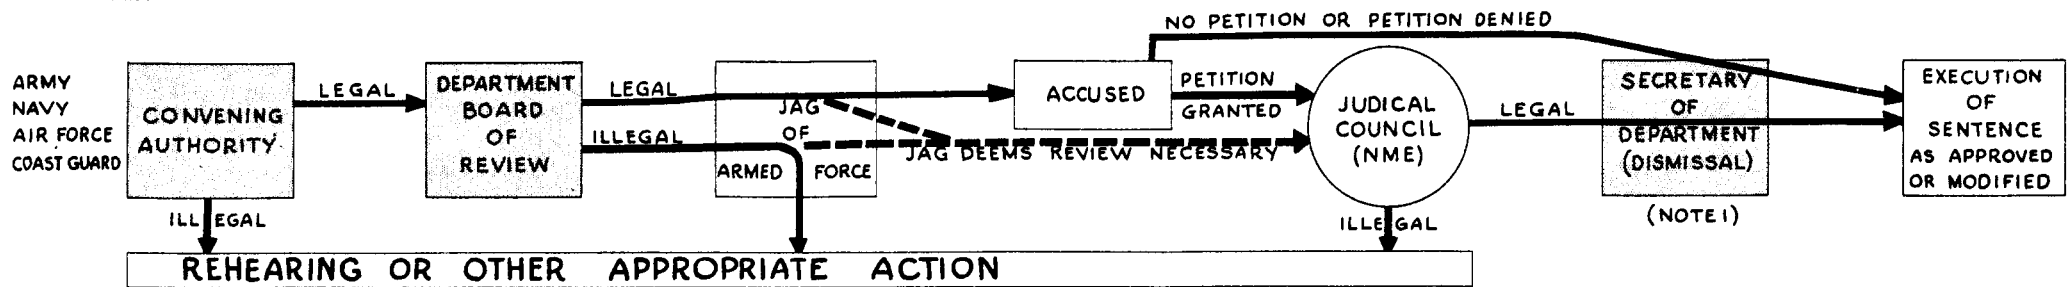 NO PETITION OR PETITION DENIED
ARMY
NAVY
AIR FORCE
COAST GUARD
CONVENING
AUTHORITY
LEGAL
DEPARTMENT
BOARD
OF
REVIEW
LEGAL
ILLEGAL
JAG
OF
ARMED FORCE
JAG DEEMS REVIEW NECESSARY
ACCUSED
PETITION
GRANTED
JUDICAL
COUNCIL
(NME)
LEGAL
SECRETARY
OF
DEPARTMENT
(DISMISSAL)
(NOTE 1)
EXECUTION
OF
SENTENCE
AS APPROVED
OR MODIFIED
ILLEGAL
ILLEGAL
REHEARING OR OTHER APPROPRIATE ACTION